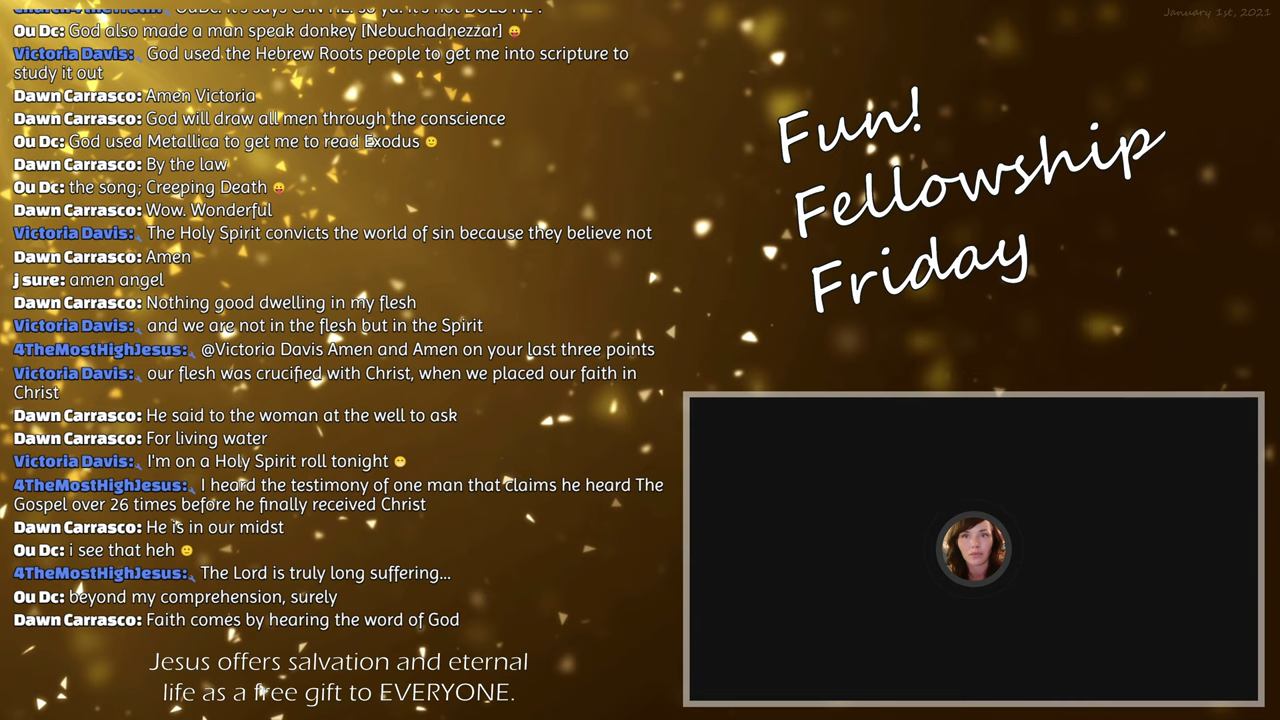 January 1st, 2021
Ou Dc: God also made a man speak donkey [Nebuchadnezzar] 😛
Victoria Davis: God used the Hebrew Roots people to get me into scripture to
study it out
Dawn Carrasco: Amen Victoria
Dawn Carrasco: God will draw all men through the conscience
Ou Dc: God used Metallica to get me to read Exodus 🙂
Dawn Carrasco: By the law
Ou Dc: the song; Creeping Death 😛
Dawn Carrasco: Wow. Wonderful
Victoria Davis: The Holy Spirit convicts the world of sin because they believe not
Dawn Carrasco: Amen
j sure: amen angel
Dawn Carrasco: Nothing good dwelling in my flesh
Victoria Davis: and we are not in the flesh but in the Spirit
4TheMostHighJesus: @Victoria Davis Amen and Amen on your last three points
Victoria Davis: our flesh was crucified with Christ, when we placed our faith in
Christ
Dawn Carrasco: He said to the woman at the well to ask
Dawn Carrasco: For living water
Victoria Davis: I'm on a Holy Spirit roll tonight 😁
4TheMostHighJesus: I heard the testimony of one man that claims he heard The
Gospel over 26 times before he finally received Christ
Dawn Carrasco: He is in our midst
Ou Dc: i see that heh 🙂
4TheMostHighJesus: The Lord is truly long suffering...
Ou Dc: beyond my comprehension, surely
Dawn Carrasco: Faith comes by hearing the word of God
Jesus offers salvation and eternal
life as a free gift to EVERYONE.
Fun!
Fellowship
Friday